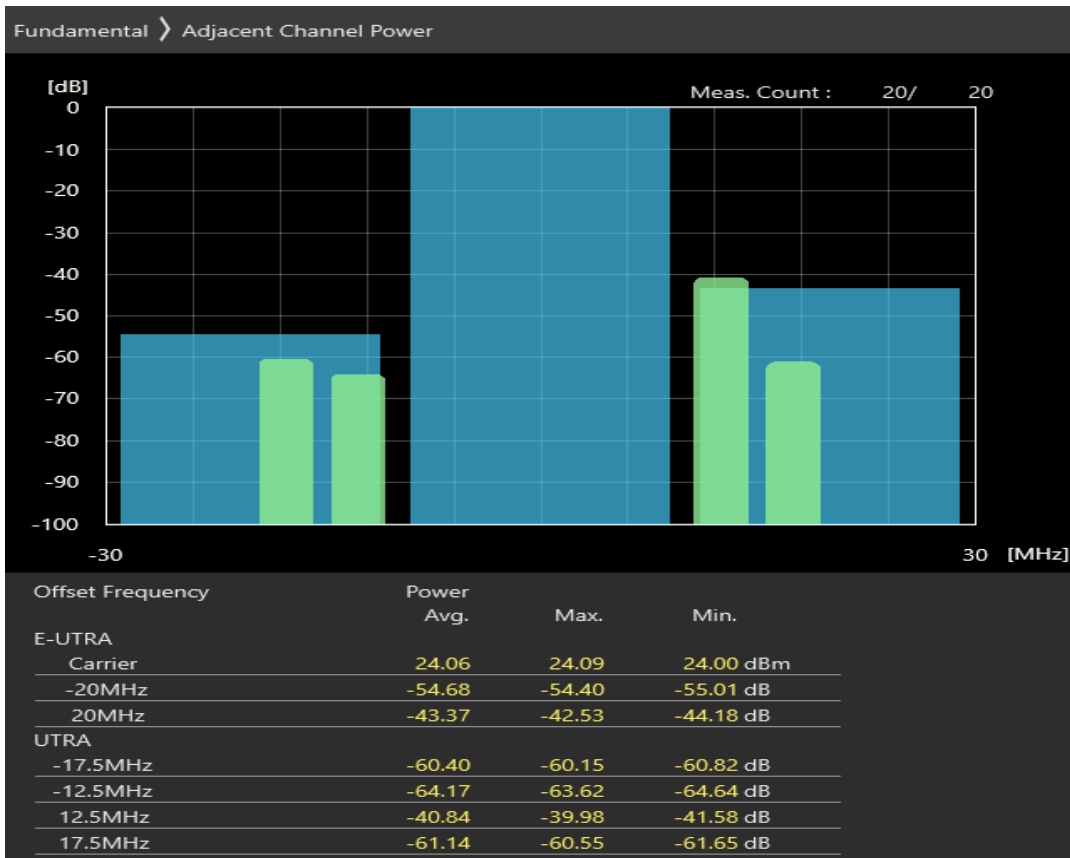 Fundamental 〉 Adjacent Channel Power
[dB]
Meas. Count : 20/ 20
0
-10
-20
-30
-40
-50
-60
-70
-80
-90
-100
-30 30 [MHz]
Offset Frequency Power
Avg. Max. Min.
E-UTRA
Carrier 24.06 24.09 24.00 dBm
-20MHz -54.68 -54.40 -55.01 dB
20MHz -43.37 -42.53 -44.18 dB
UTRA
-17.5MHz -60.40 -60.15 -60.82 dB
-12.5MHz -64.17 -63.62 -64.64 dB
12.5MHz -40.84 -39.98 -41.58 dB
17.5MHz -61.14 -60.55 -61.65 dB